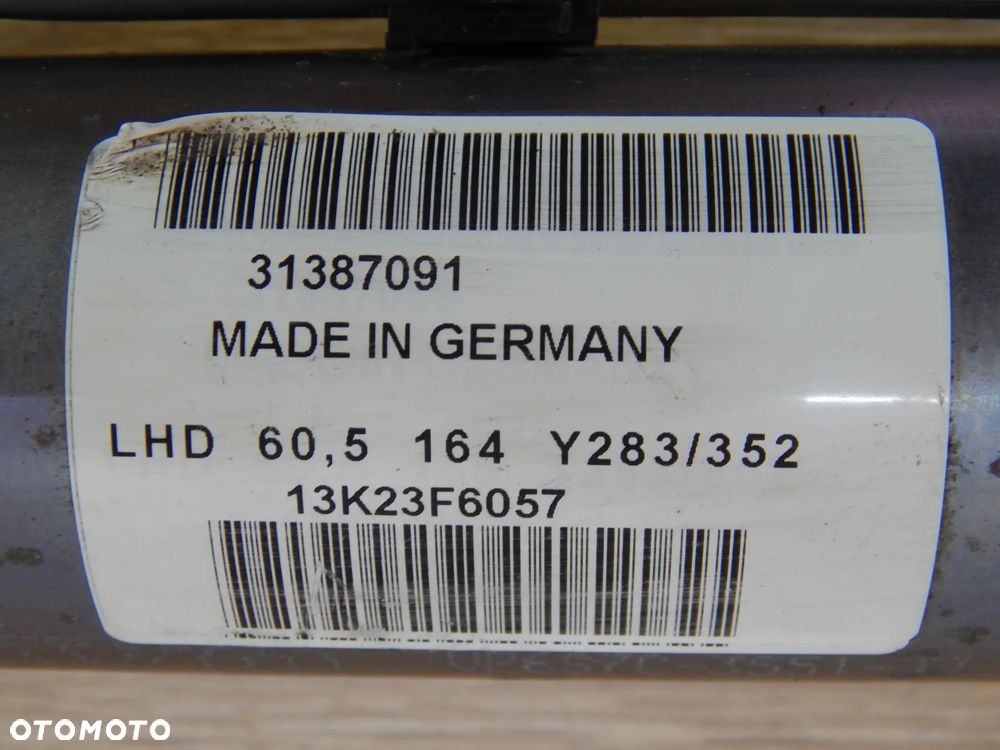 31387091
MADE IN GERMANY
LHD 60,5 164 Y283/352
13K23F6057
OTOMOTO